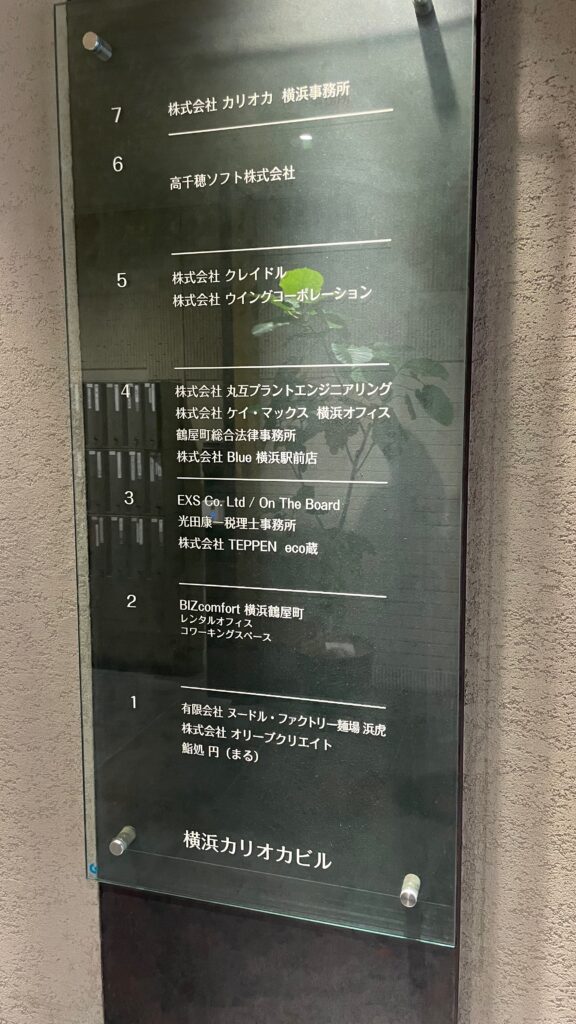 7 株式会社 カリオカ 横浜事務所
6
高千穂ソフト株式会社
5 株式会社 クレイドル
株式会社 ウイングコーポレーション
4 株式会社 丸互プラントエンジニアリング
株式会社 ケイ・マックス 横浜オフィス
鶴屋町総合法律事務所
株式会社 Blue 横浜駅前店
3 EXS Co. Ltd / On The Board
光田康一税理士事務所
株式会社 TEPPEN eco蔵
2 BIZcomfort 横浜鶴屋町
レンタルオフィス
コワーキングスペース
1 有限会社 ヌードル・ファクトリー麺場 浜虎
株式会社 オリーブクリエイト
鮨処 円（まる）
横浜カリオカビル